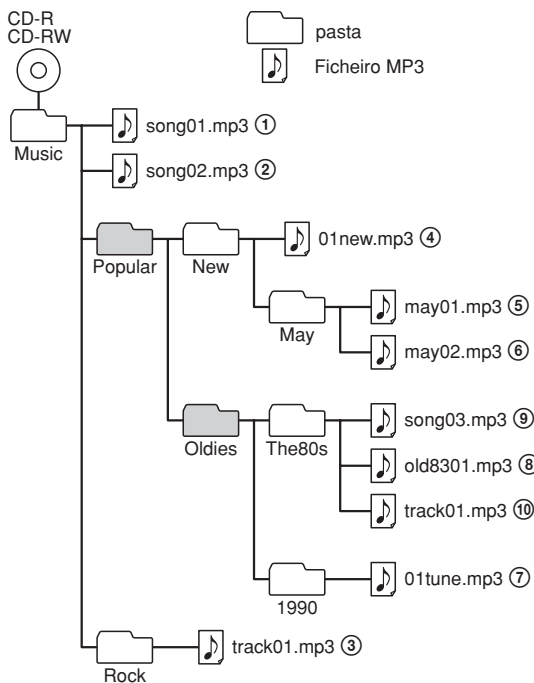 CD-R
CD-RW
pasta
Ficheiro MP3
Music
song01.mp3 ①
song02.mp3 ②
Popular
New
01new.mp3 ④
May
may01.mp3 ⑤
may02.mp3 ⑥
Oldies
The80s
song03.mp3 ⑨
old8301.mp3 ⑧
track01.mp3 ⑩
1990
01tune.mp3 ⑦
Rock
track01.mp3 ③